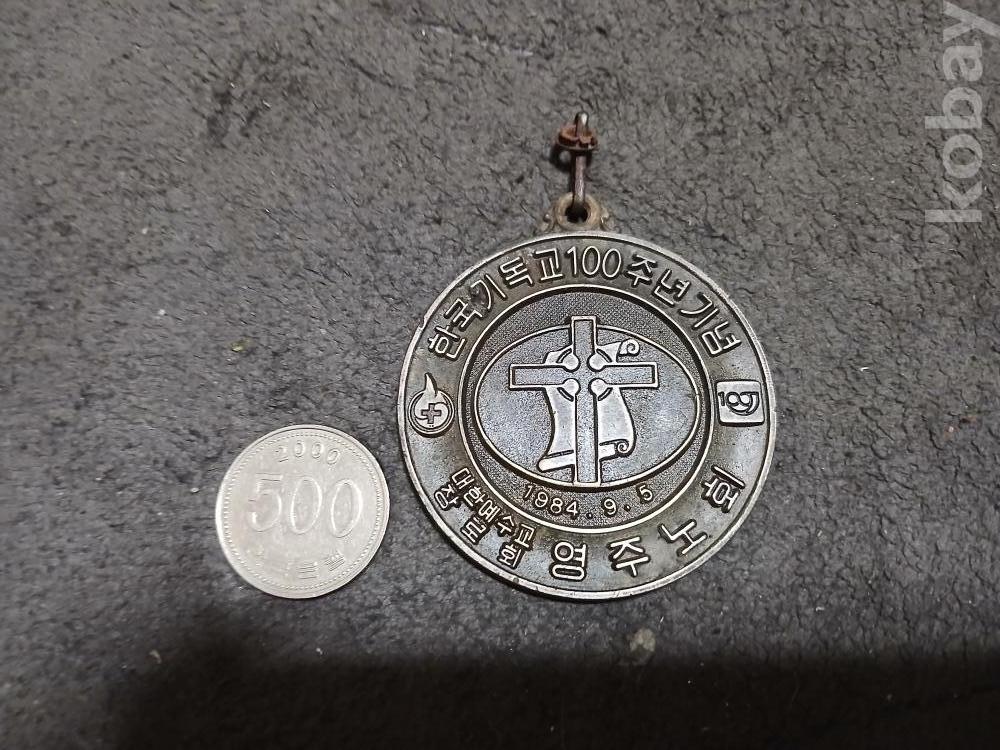 kobay
한국기독교100주년기념
1984.9.5
대한예수교
장로회
영주노회
2000
500